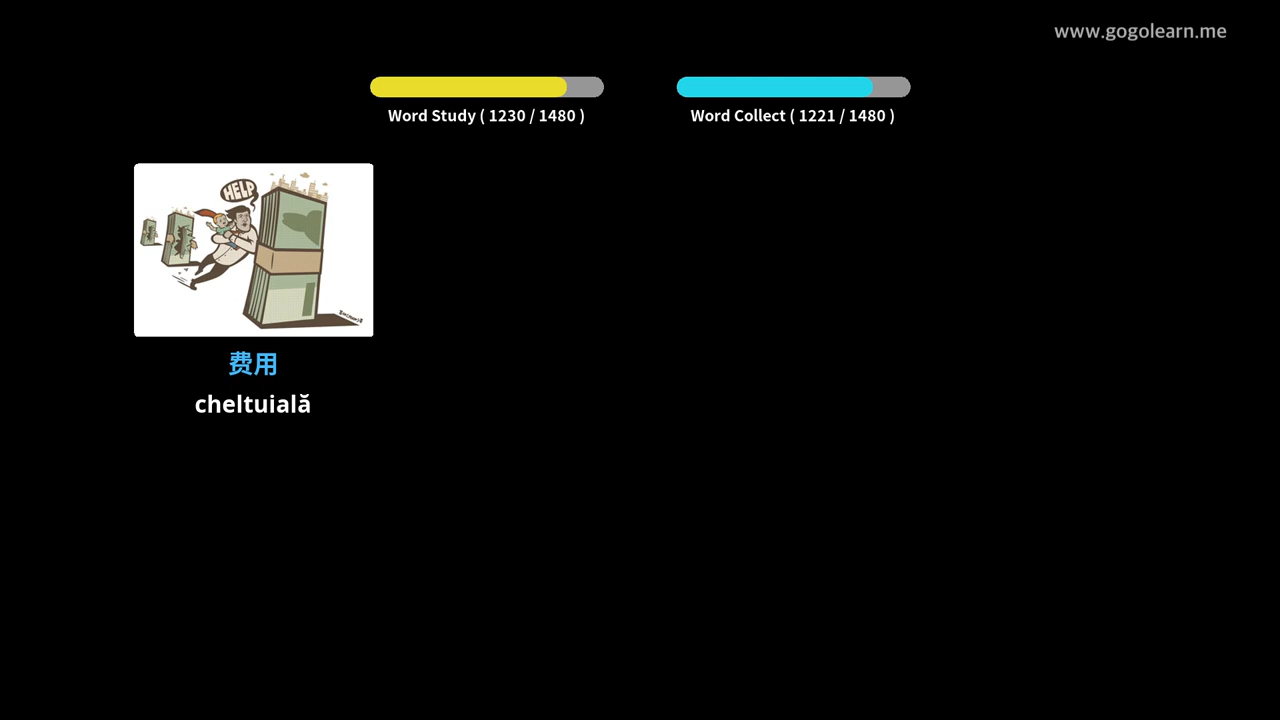 www.gogolearn.me
Word Study ( 1230 / 1480 )
Word Collect ( 1221 / 1480 )
HELP
费用
cheltuială